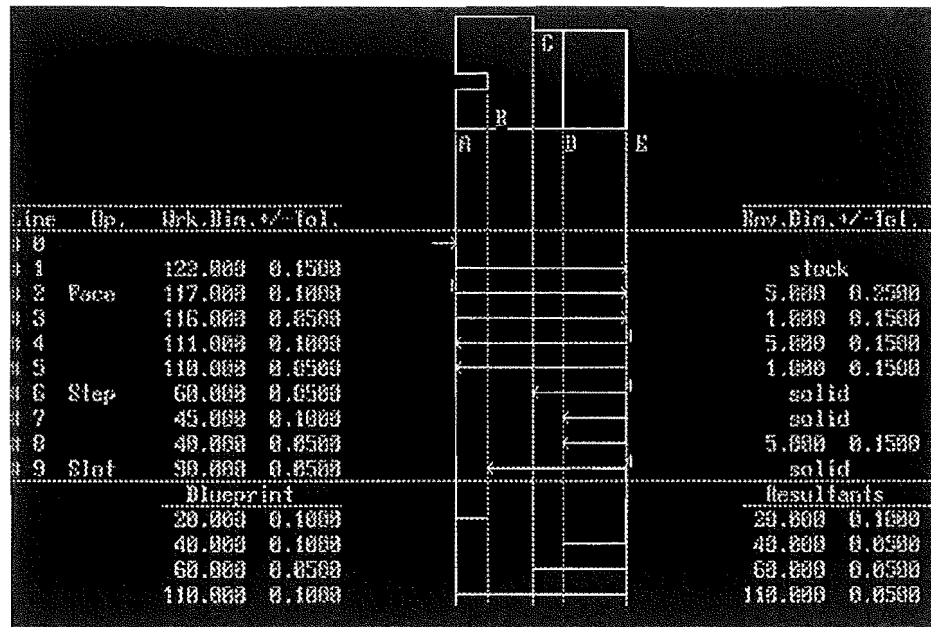 C
B
A D E
Line Op. Wrk.Dim.+/-Tol. Rmv.Dim.+/-Tol.
0
1 122.000 0.1500 stock
2 Face 117.000 0.1000 5.000 0.2500
3 116.000 0.0500 1.000 0.1500
4 111.000 0.1000 5.000 0.1500
5 110.000 0.0500 1.000 0.1500
6 Step 60.000 0.0500 solid
7 45.000 0.1000 solid
8 40.000 0.0500 5.000 0.1500
9 Slot 90.000 0.0500 solid
Blueprint Resultants
20.000 0.1000 20.000 0.1000
40.000 0.1000 40.000 0.0500
60.000 0.0500 60.000 0.0500
110.000 0.1000 110.000 0.0500